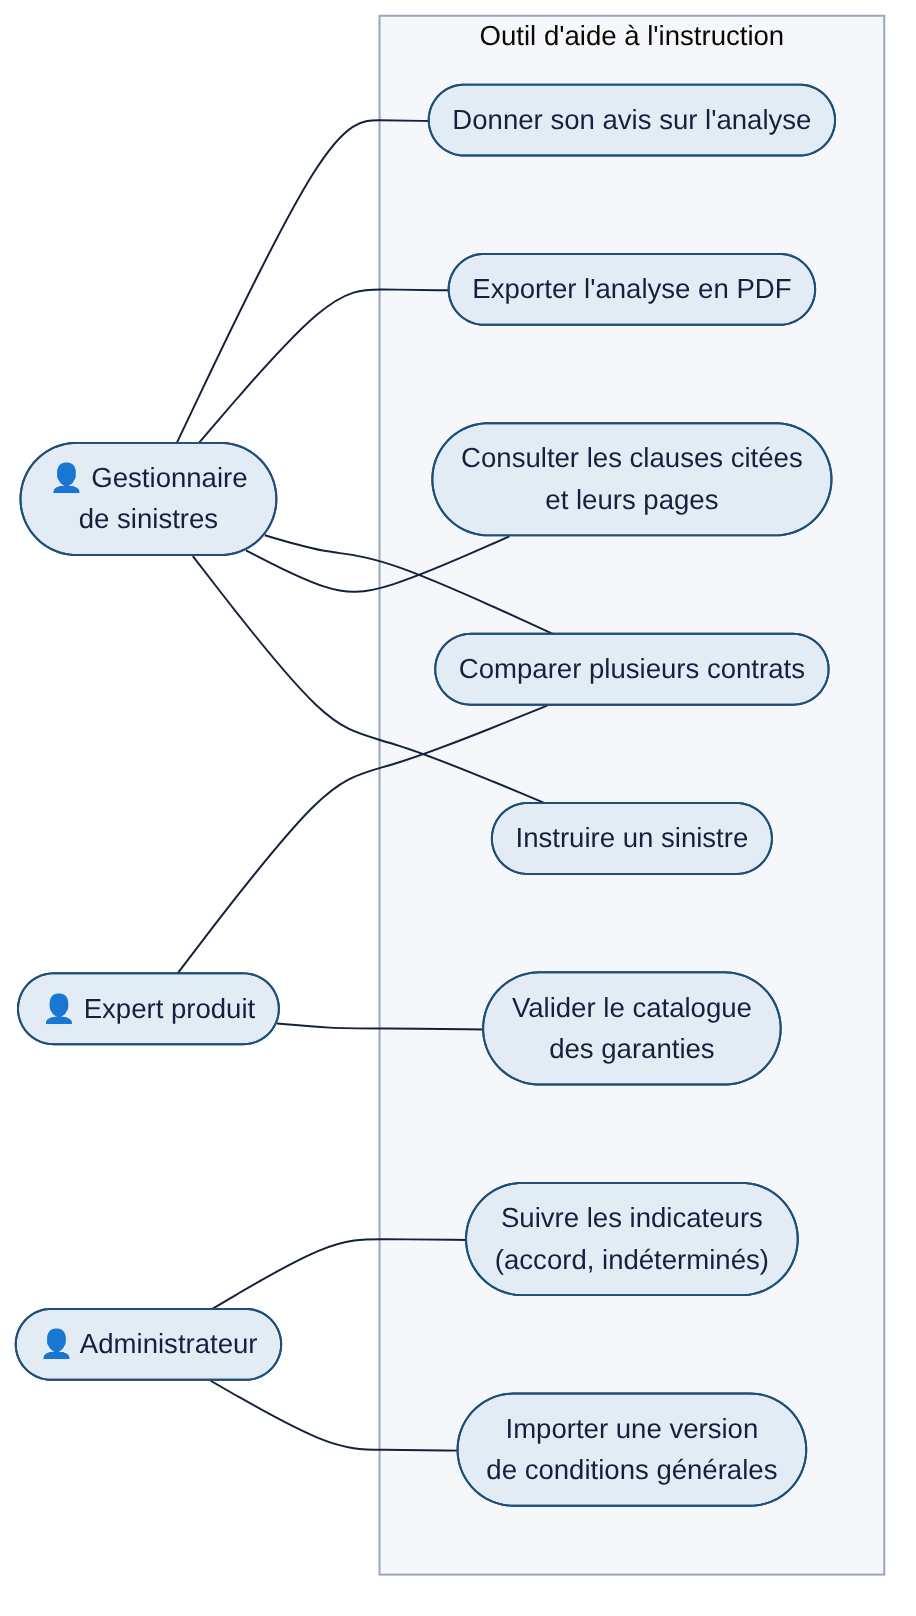 Outil d'aide à l'instruction
Donner son avis sur l'analyse
Exporter l'analyse en PDF
Consulter les clauses citées
et leurs pages
Gestionnaire
de sinistres
Comparer plusieurs contrats
Instruire un sinistre
Expert produit
Valider le catalogue
des garanties
Suivre les indicateurs
(accord, indéterminés)
Administrateur
Importer une version
de conditions générales